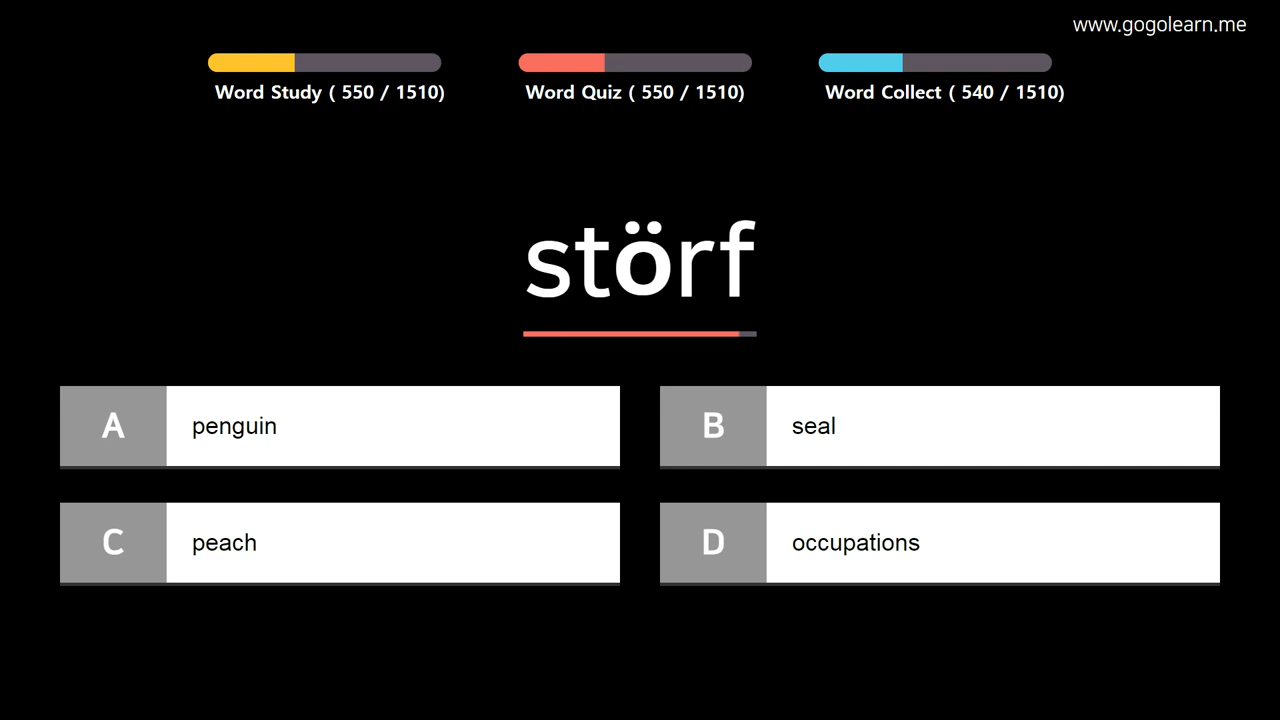 www.gogolearn.me
Word Study ( 550 / 1510)
Word Quiz ( 550 / 1510)
Word Collect ( 540 / 1510)
störf
A penguin
B seal
C peach
D occupations